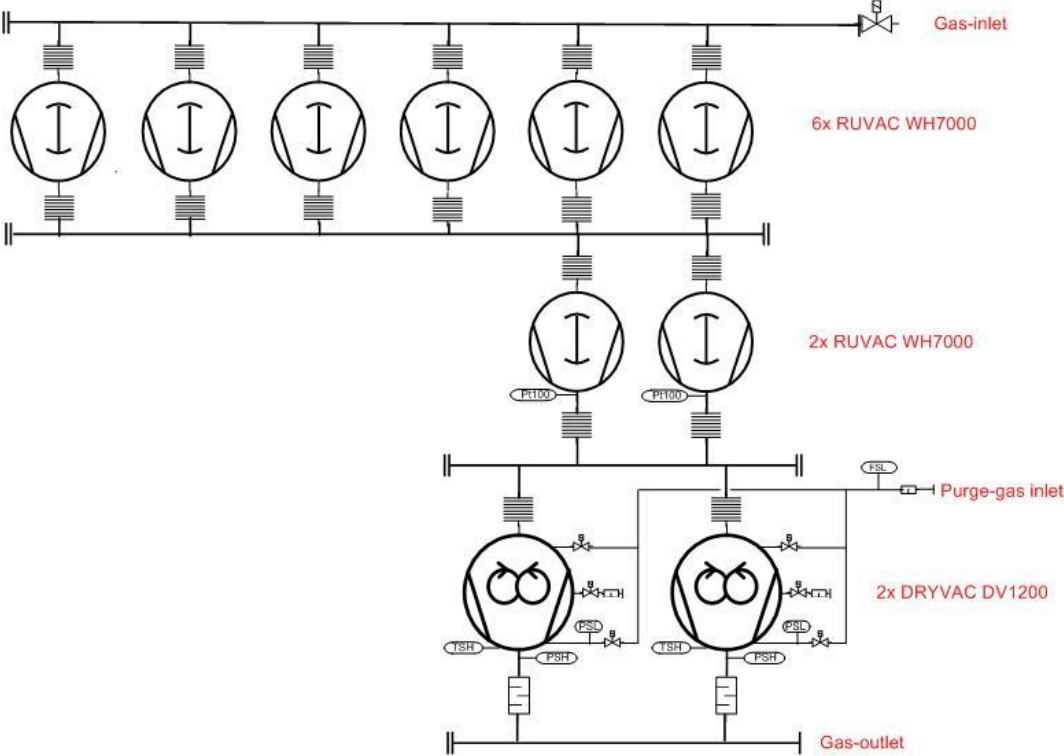 Gas-inlet
6x RUVAC WH7000
2x RUVAC WH7000
Pt100
Pt100
FSL
Purge-gas inlet
2x DRYVAC DV1200
PSL
PSL
TSH
PSH
TSH
PSH
Gas-outlet